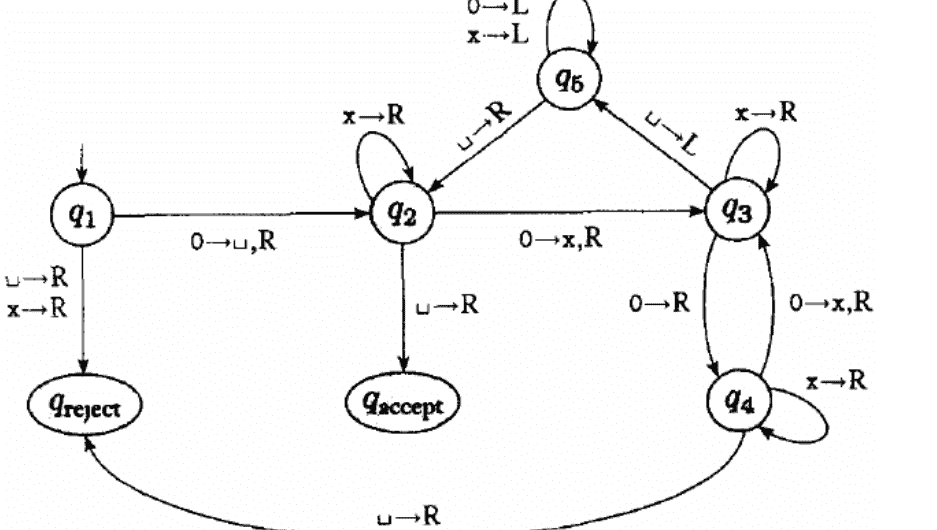 0→L
x→L
q5
⊔→R
⊔→L
x→R
x→R
q1
q2
q3
0→⊔,R
0→x,R
⊔→R
x→R
⊔→R
0→R
0→x,R
qreject
qaccept
q4
x→R
⊔→R